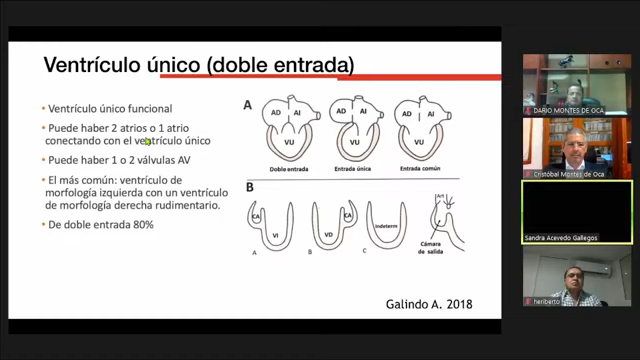 Ventrículo único (doble entrada)
• Ventrículo único funcional
• Puede haber 2 atrios o 1 atrio
conectando con el ventrículo único
• Puede haber 1 o 2 válvulas AV
• El más común: ventrículo de
morfología izquierda con un ventrículo
de morfología derecha rudimentario.
• De doble entrada 80%
A
AD AI
VU
Doble entrada
AD AI
VU
Entrada única
AD AI
VU
Entrada común
B
CA
VI
A
CA
VD
B
Indeterm
C
Art
Cámara
de salida
Galindo A. 2018
DARIO MONTES DE OCA
Cristóbal Montes de Oca
Sandra Acevedo Gallegos
heriberto